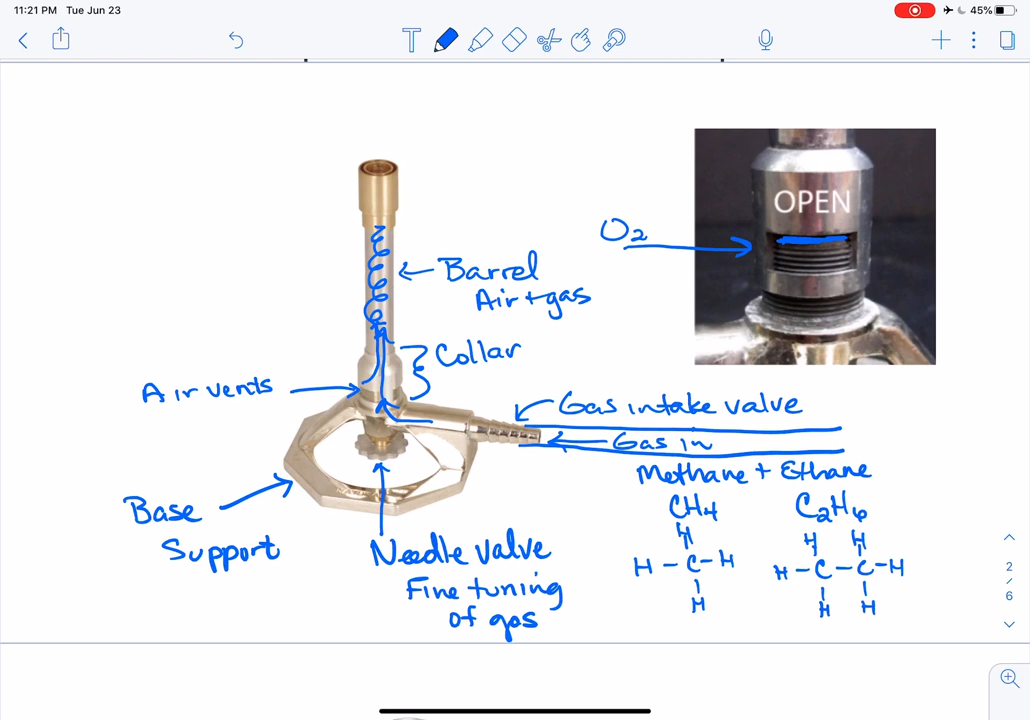 11:21 PM Tue Jun 23
45%
T
OPEN
O2
Barrel
Air + gas
Collar
Air vents
Gas intake valve
Gas in
Methane + Ethane
CH4
C2H6
H
H - C - H
H
H H
H - C - C - H
H H
Base
Support
Needle valve
Fine tuning
of gas
2
/
6